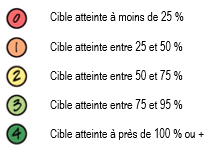 0 Cible atteinte à moins de 25 %
1 Cible atteinte entre 25 et 50 %
2 Cible atteinte entre 50 et 75 %
3 Cible atteinte entre 75 et 95 %
4 Cible atteinte à près de 100 % ou +